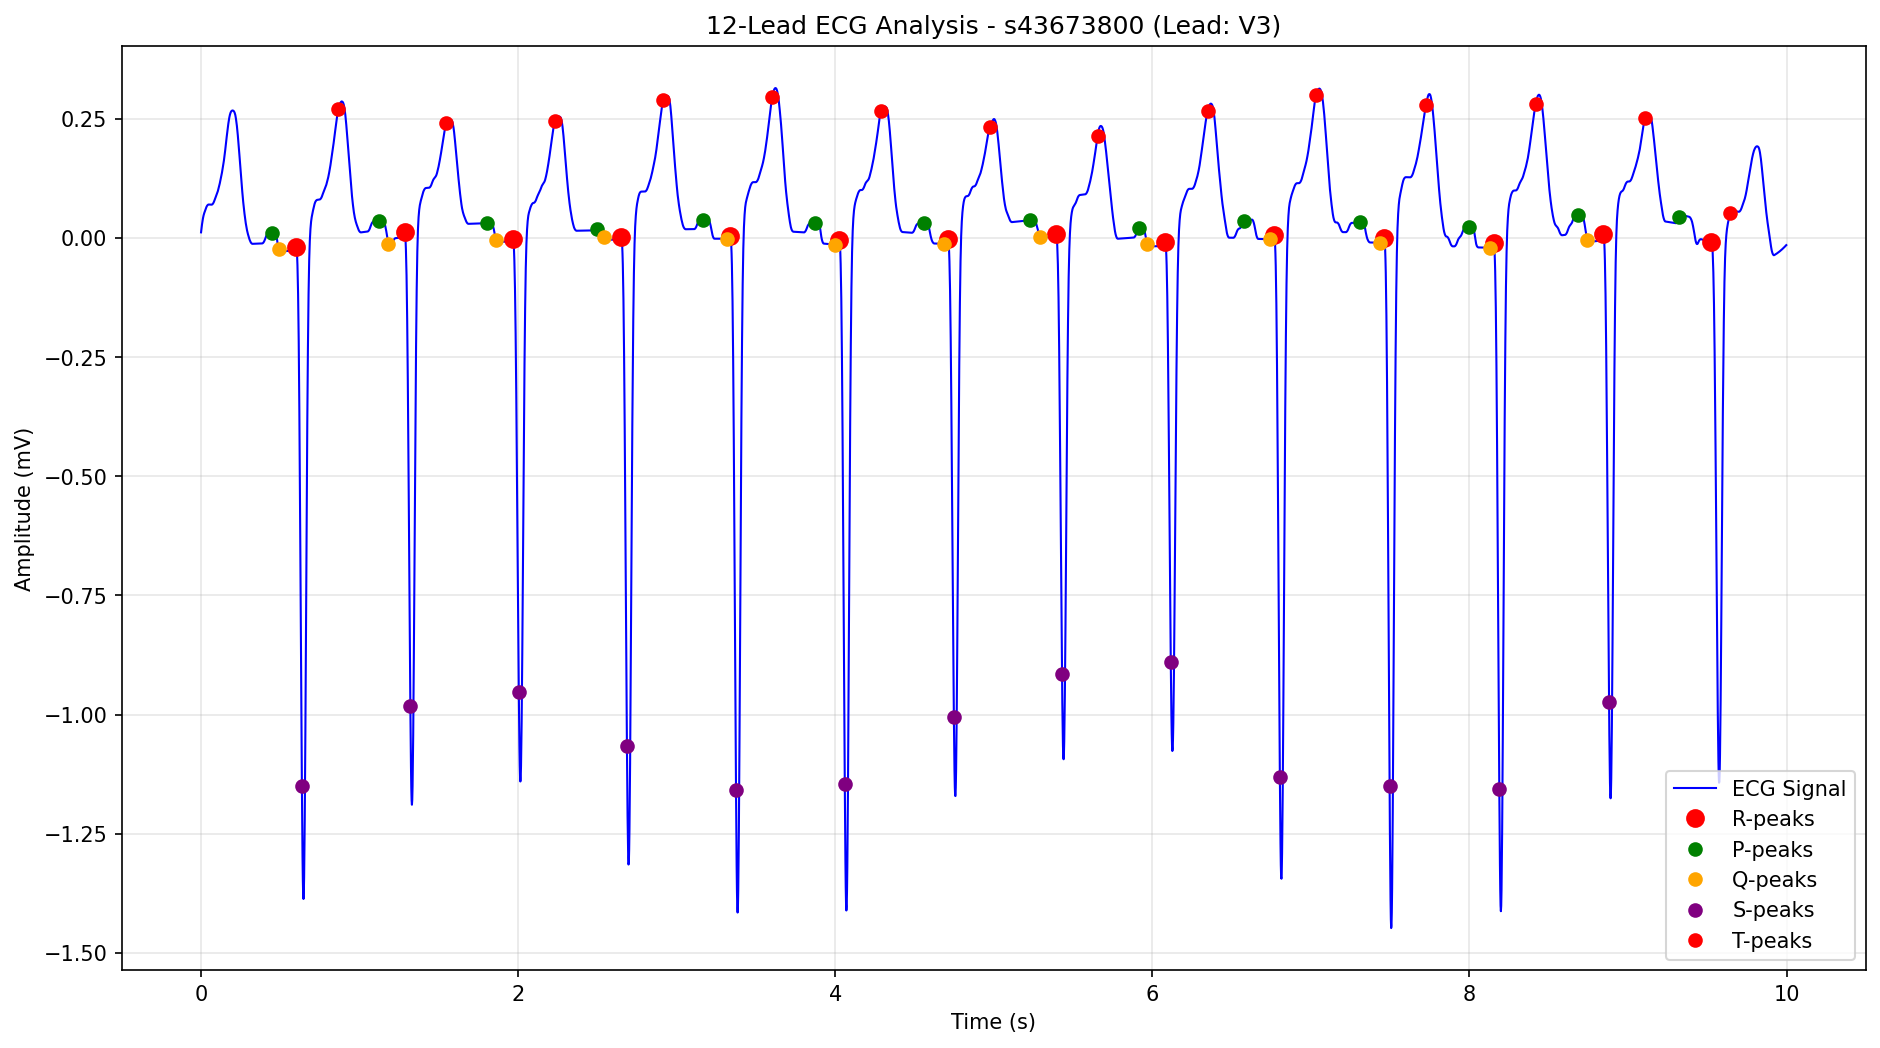 12-Lead ECG Analysis - s43673800 (Lead: V3)
Amplitude (mV)
0.25
0.00
−0.25
−0.50
−0.75
−1.00
−1.25
−1.50
ECG Signal
R-peaks
P-peaks
Q-peaks
S-peaks
T-peaks
0 2 4 6 8 10
Time (s)